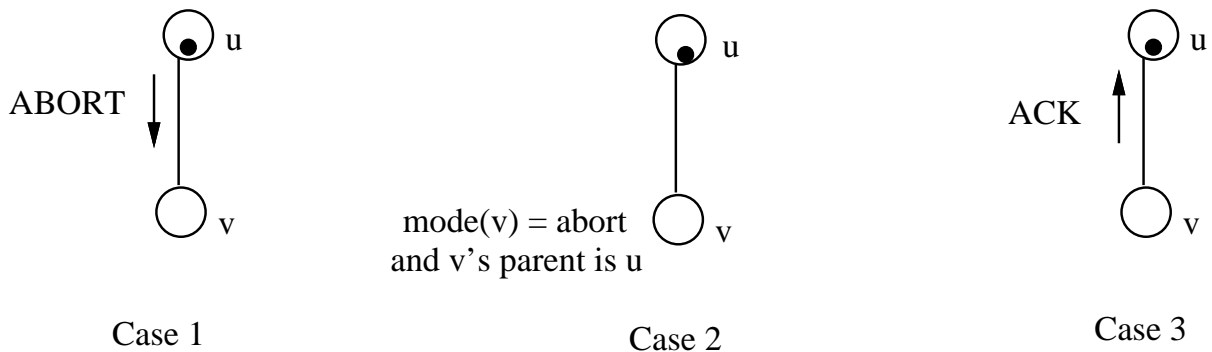 u
ABORT
v
Case 1
u
mode(v) = abort
and v's parent is u
v
Case 2
u
ACK
v
Case 3